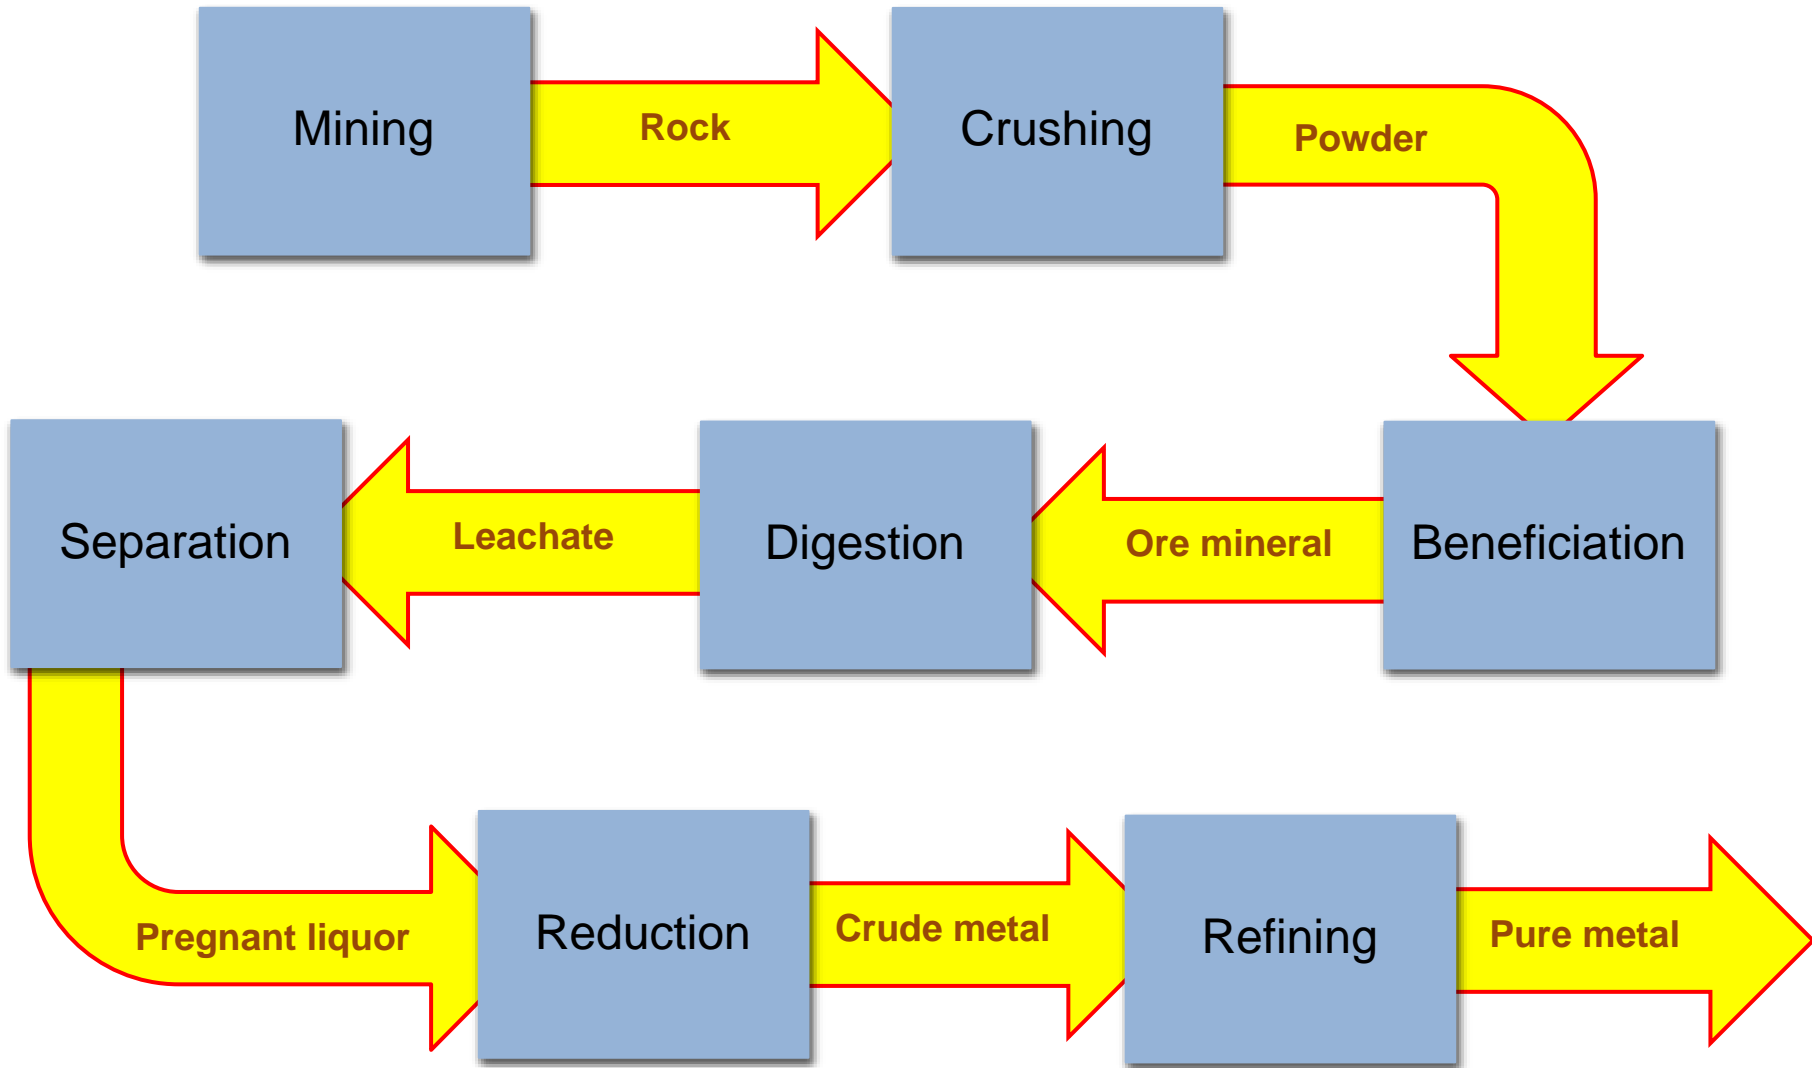 Mining
Rock
Crushing
Powder
Beneficiation
Ore mineral
Digestion
Leachate
Separation
Pregnant liquor
Reduction
Crude metal
Refining
Pure metal